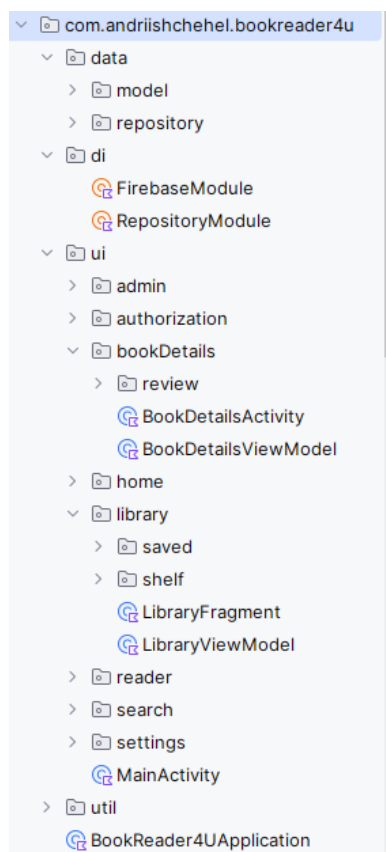 com.andriishchehel.bookreader4u
data
model
repository
di
FirebaseModule
RepositoryModule
ui
admin
authorization
bookDetails
review
BookDetailsActivity
BookDetailsViewModel
home
library
saved
shelf
LibraryFragment
LibraryViewModel
reader
search
settings
MainActivity
util
BookReader4UApplication